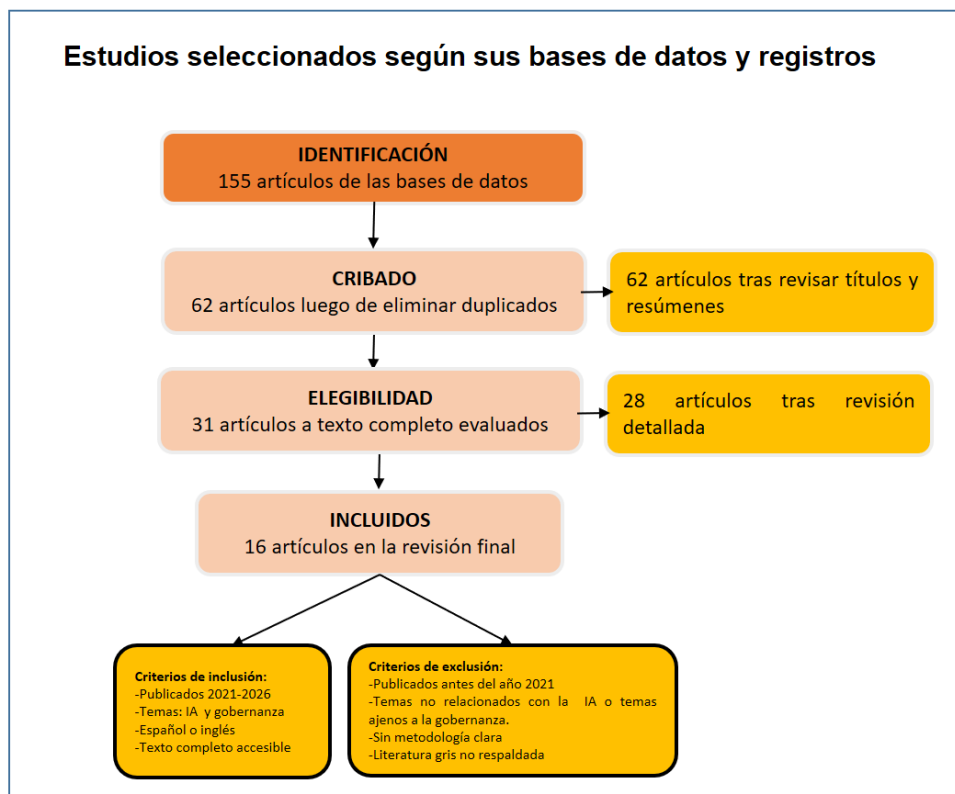 Estudios seleccionados según sus bases de datos y registros
IDENTIFICACIÓN
155 artículos de las bases de datos
CRIBADO
62 artículos luego de eliminar duplicados
62 artículos tras revisar títulos y
resúmenes
ELEGIBILIDAD
31 artículos a texto completo evaluados
28 artículos tras revisión
detallada
INCLUIDOS
16 artículos en la revisión final
Criterios de inclusión:
-Publicados 2021-2026
-Temas: IA y gobernanza
-Español o inglés
-Texto completo accesible
Criterios de exclusión:
-Publicados antes del año 2021
-Temas no relacionados con la IA o temas
ajenos a la gobernanza.
-Sin metodología clara
-Literatura gris no respaldada